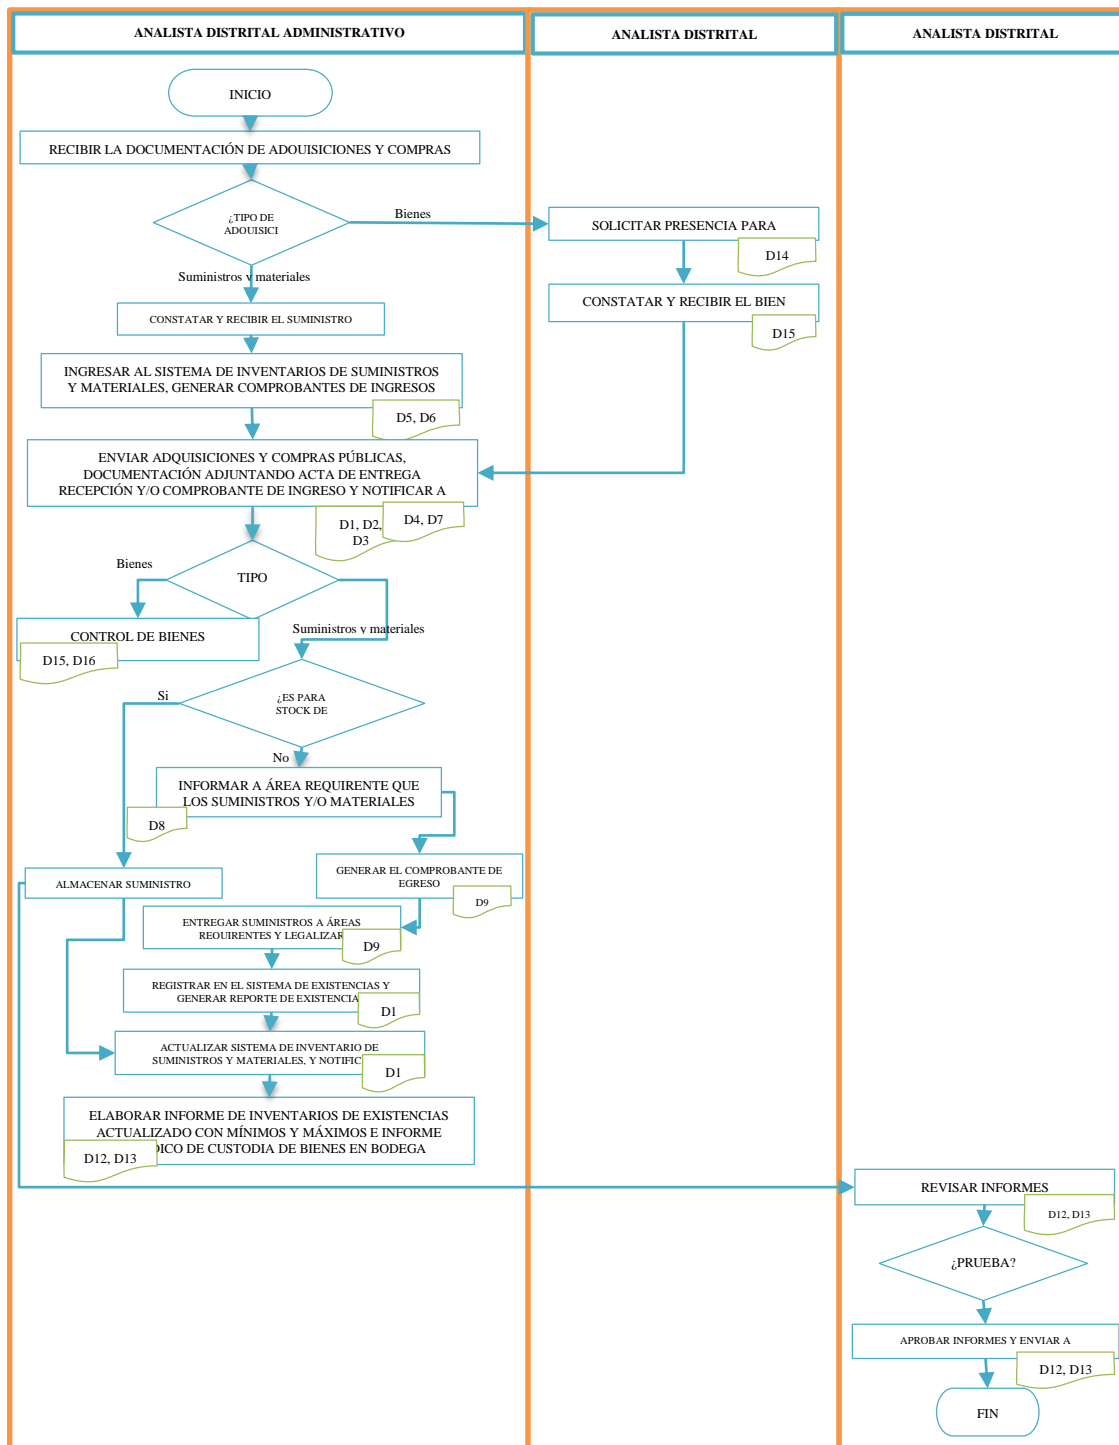 ANALISTA DISTRITAL ADMINISTRATIVO
ANALISTA DISTRITAL
ANALISTA DISTRITAL
INICIO
RECIBIR LA DOCUMENTACIÓN DE ADOUISICIONES Y COMPRAS
¿TIPO DE
ADOUISICI
Bienes
SOLICITAR PRESENCIA PARA
D14
Suministros y materiales
CONSTATAR Y RECIBIR EL SUMINISTRO
CONSTATAR Y RECIBIR EL BIEN
D15
INGRESAR AL SISTEMA DE INVENTARIOS DE SUMINISTROS
Y MATERIALES, GENERAR COMPROBANTES DE INGRESOS
D5, D6
ENVIAR ADQUISICIONES Y COMPRAS PÚBLICAS,
DOCUMENTACIÓN ADJUNTANDO ACTA DE ENTREGA
RECEPCIÓN Y/O COMPROBANTE DE INGRESO Y NOTIFICAR A
D1, D2,
D3
D4, D7
Bienes
TIPO
CONTROL DE BIENES
D15, D16
Suministros y materiales
Si
¿ES PARA
STOCK DE
No
INFORMAR A ÁREA REQUIRENTE QUE
LOS SUMINISTROS Y/O MATERIALES
D8
ALMACENAR SUMINISTRO
GENERAR EL COMPROBANTE DE
EGRESO
D9
ENTREGAR SUMINISTROS A ÁREAS
REOUIRENTES Y LEGALIZAR
D9
REGISTRAR EN EL SISTEMA DE EXISTENCIAS Y
GENERAR REPORTE DE EXISTENCIA
D1
ACTUALIZAR SISTEMA DE INVENTARIO DE
SUMINISTROS Y MATERIALES, Y NOTIFIC
D1
ELABORAR INFORME DE INVENTARIOS DE EXISTENCIAS
ACTUALIZADO CON MÍNIMOS Y MÁXIMOS E INFORME
DICO DE CUSTODIA DE BIENES EN BODEGA
D12, D13
REVISAR INFORMES
D12, D13
¿PRUEBA?
APROBAR INFORMES Y ENVIAR A
D12, D13
FIN